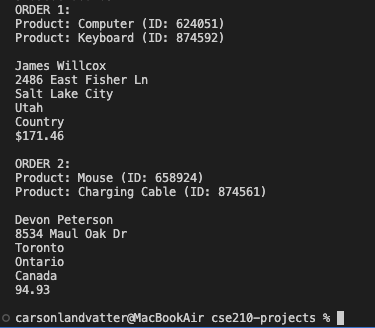 ORDER 1:
Product: Computer (ID: 624051)
Product: Keyboard (ID: 874592)
James Willcox
2486 East Fisher Ln
Salt Lake City
Utah
Country
$171.46
ORDER 2:
Product: Mouse (ID: 658924)
Product: Charging Cable (ID: 874561)
Devon Peterson
8534 Maul Oak Dr
Toronto
Ontario
Canada
94.93
carsonlandvatter@MacBookAir cse210-projects %